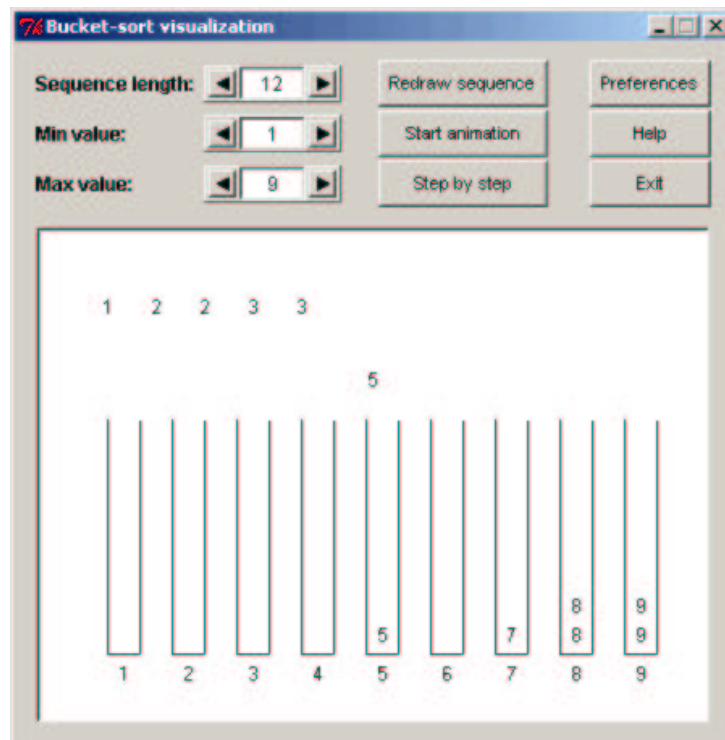 Bucket-sort visualization
Sequence length: 12 Redraw sequence Preferences
Min value: 1 Start animation Help
Max value: 9 Step by step Exit
1 2 2 3 3
5
8 9
5 7 8 9
1 2 3 4 5 6 7 8 9